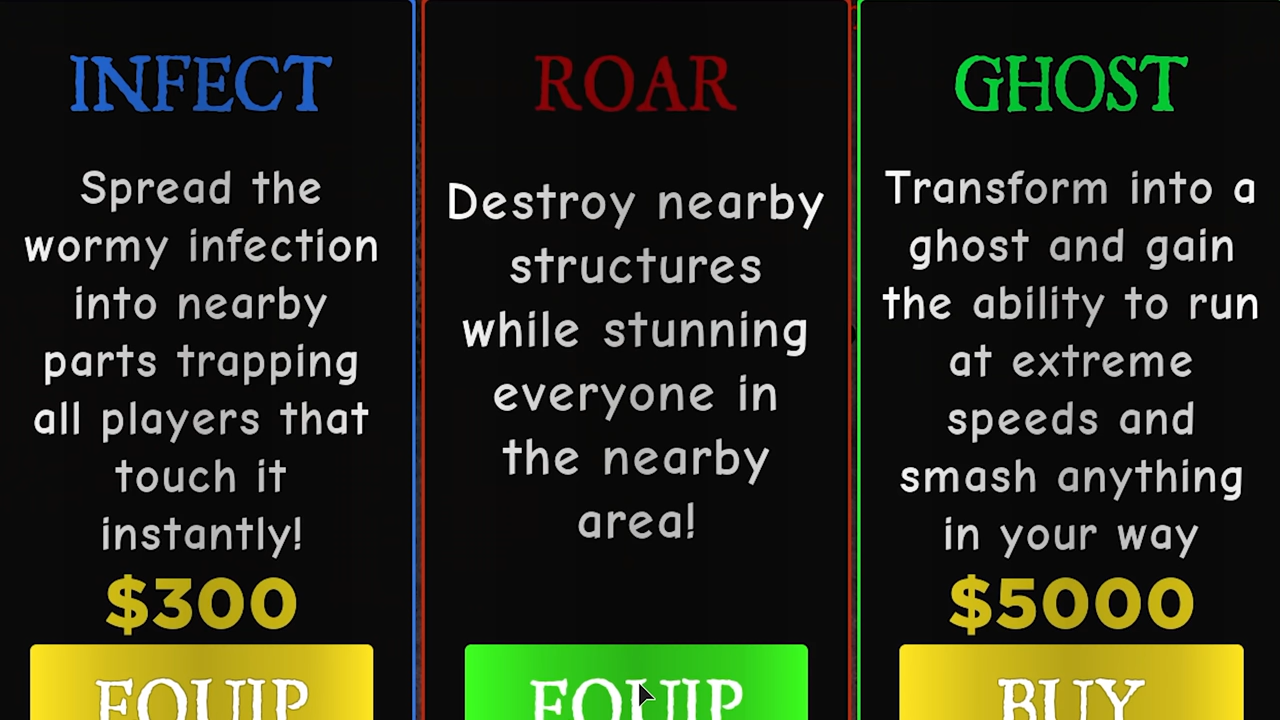 INFECT
Spread the
wormy infection
into nearby
parts trapping
all players that
touch it
instantly!
$300
EQUIP
ROAR
Destroy nearby
structures
while stunning
everyone in
the nearby
area!
EQUIP
GHOST
Transform into a
ghost and gain
the ability to run
at extreme
speeds and
smash anything
in your way
$5000
BUY